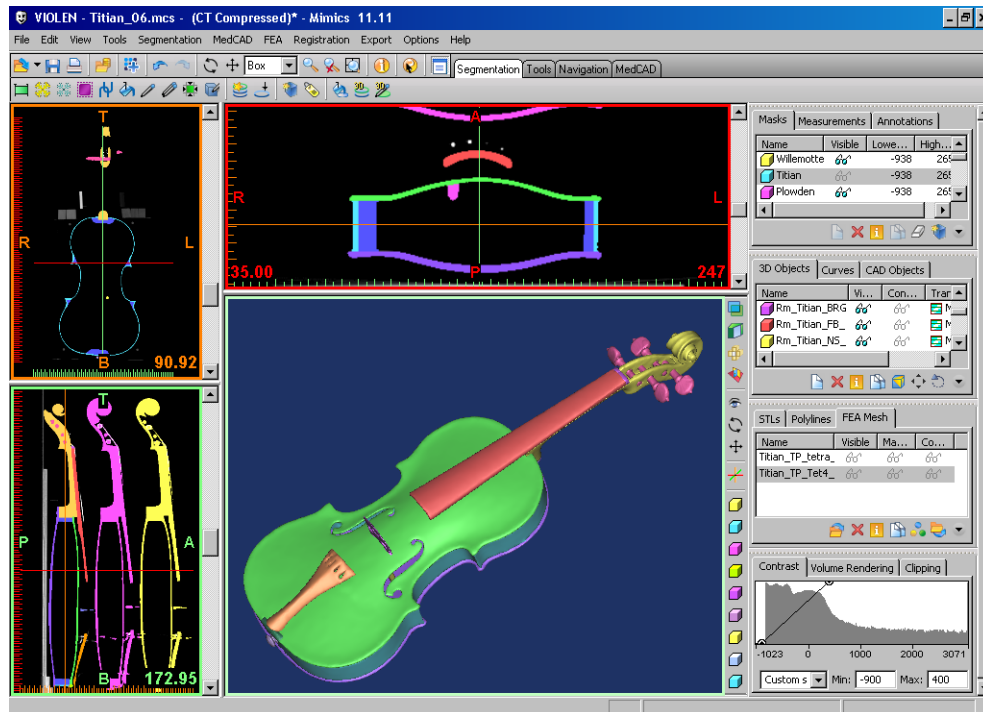 VIOLEN - Titian_06.mcs - (CT Compressed)* - Mimics 11.11
File Edit View Tools Segmentation MedCAD FEA Registration Export Options Help
Box Segmentation Tools Navigation MedCAD
T
R L
B 90.92
A
R L
35.00 P 247
T
P A
B 172.95
Masks Measurements Annotations
Name Visible Lowe... High...
Willemotte -938 265
Titian -938 265
Plowden -938 265
3D Objects Curves CAD Objects
Name Vi... Con... Tran
Rm_Titian_BRG
Rm_Titian_FB_
Rm_Titian_NS_
STLs Polylines FEA Mesh
Name Visible Ma... Co...
Titian_TP_tetra_
Titian_TP_Tet4_
Contrast Volume Rendering Clipping
-1023 0 1000 2000 3071
Custom s Min: -900 Max: 400